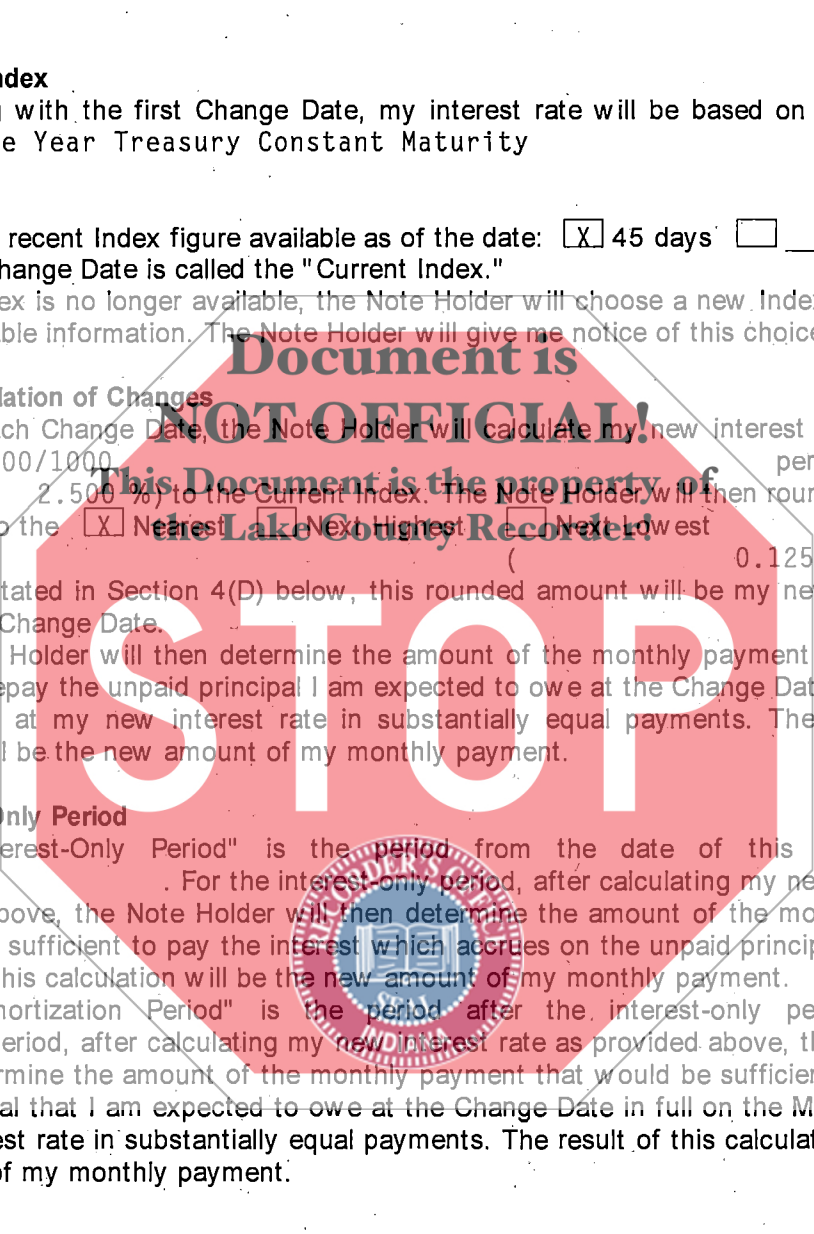 ndex
with the first Change Date, my interest rate will be based on
e Year Treasury Constant Maturity
recent Index figure available as of the date: [X] 45 days [ ] __
hange Date is called the "Current Index."
ex is no longer available, the Note Holder will choose a new Inde
ble information. The Note Holder will give me notice of this choice
Document is
lation of Changes
NOT OFFICIAL!
ch Change Date, the Note Holder will calculate my new interest
00/1000 per
This Document is the property of
2.500 %) to the Current Index. The Note Holder will then roun
the Lake County Recorder!
o the [X] Nearest [ ] Next Highest [ ] Next Lowest
( 0.125
tated in Section 4(D) below, this rounded amount will be my ne
Change Date.
Holder will then determine the amount of the monthly payment
epay the unpaid principal I am expected to owe at the Change Dat
at my new interest rate in substantially equal payments. The
l be the new amount of my monthly payment.
STOP
Only Period
erest-Only Period" is the period from the date of this
. For the interest-only period, after calculating my ne
bove, the Note Holder will then determine the amount of the mo
sufficient to pay the interest which accrues on the unpaid princip
his calculation will be the new amount of my monthly payment.
mortization Period" is the period after the interest-only pe
eriod, after calculating my new interest rate as provided above, t
rmine the amount of the monthly payment that would be sufficien
al that I am expected to owe at the Change Date in full on the M
est rate in substantially equal payments. The result of this calculat
of my monthly payment.
RECORDER'S OFFICE
SEAL
INDIANA